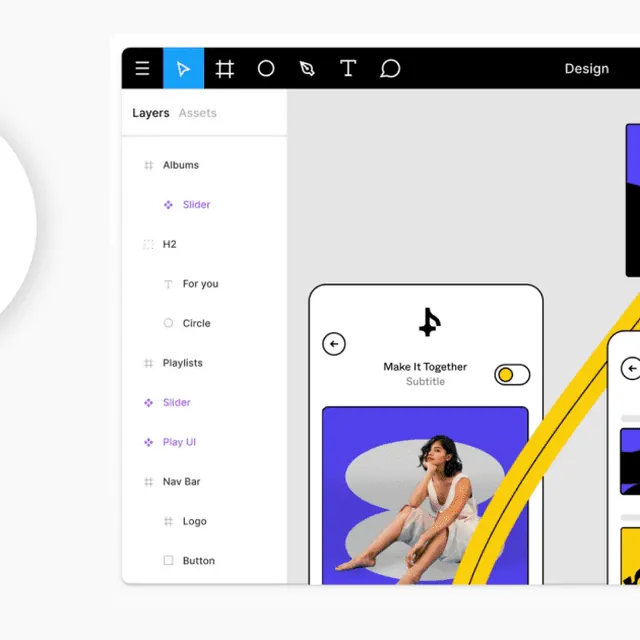 Design
Layers Assets
Albums
Slider
H2
For you
Circle
Playlists
Slider
Play UI
Nav Bar
Logo
Button
Make It Together
Subtitle